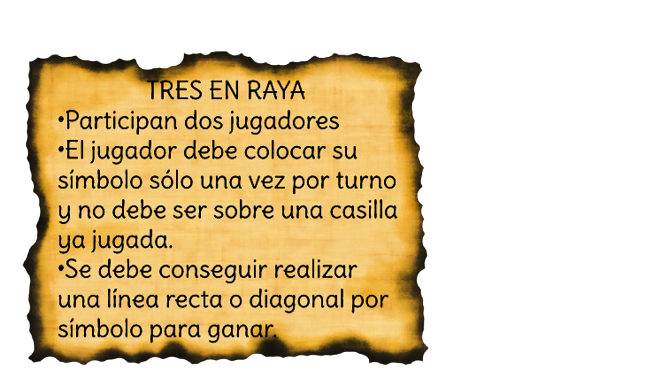 TRES EN RAYA
•Participan dos jugadores
•El jugador debe colocar su
símbolo sólo una vez por turno
y no debe ser sobre una casilla
ya jugada.
•Se debe conseguir realizar
una línea recta o diagonal por
símbolo para ganar.